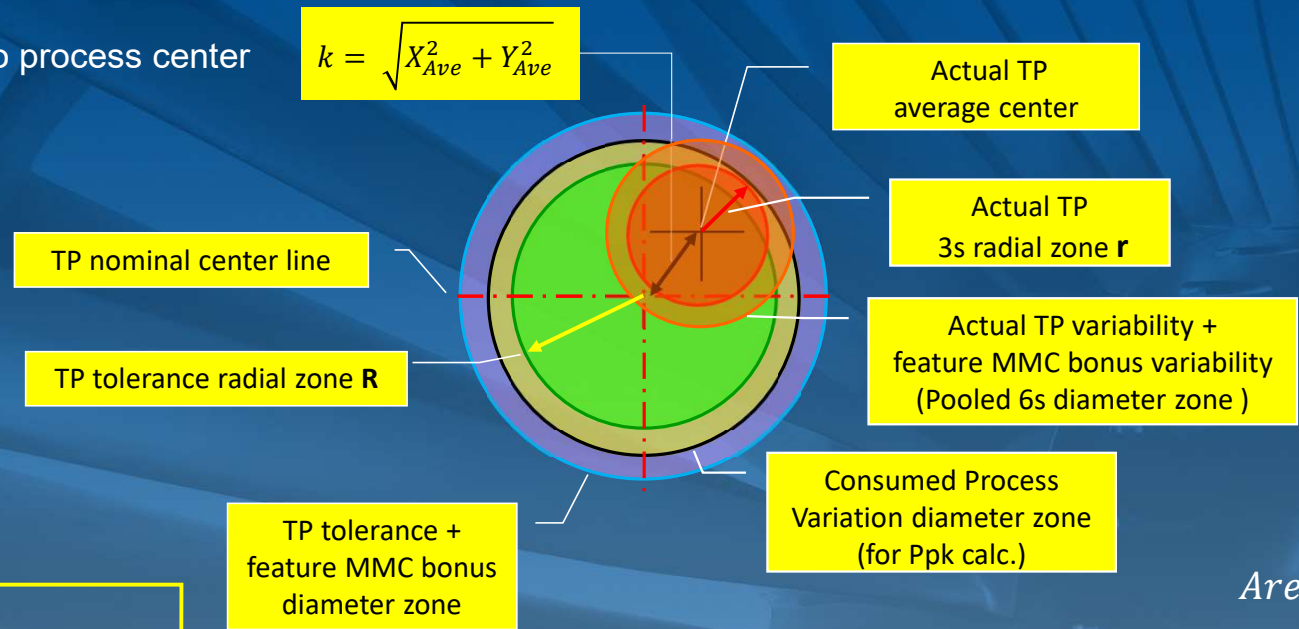 process center
k = √(X²_Ave + Y²_Ave)
Actual TP
average center
Actual TP
3s radial zone r
TP nominal center line
Actual TP variability +
feature MMC bonus variability
(Pooled 6s diameter zone )
TP tolerance radial zone R
Consumed Process
Variation diameter zone
(for Ppk calc.)
TP tolerance +
feature MMC bonus
diameter zone